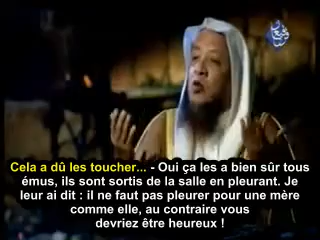 Cela a dû les toucher... - Oui ça les a bien sûr tous
émus, ils sont sortis de la salle en pleurant. Je
leur ai dit : il ne faut pas pleurer pour une mère
comme elle, au contraire vous
devriez être heureux !